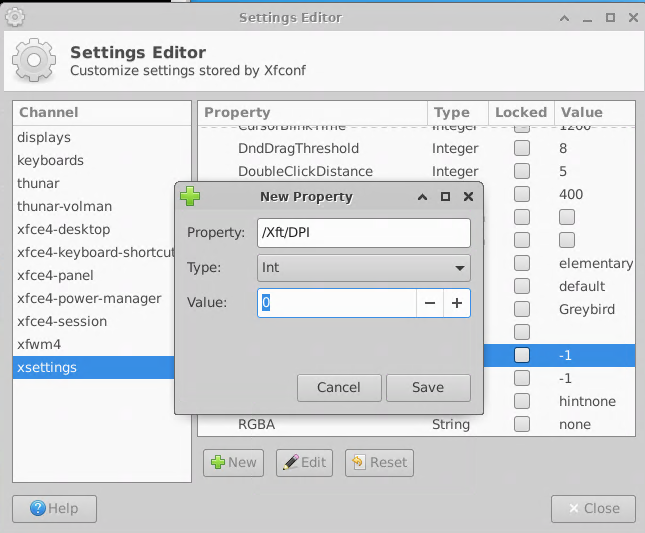 Settings Editor
Settings Editor
Customize settings stored by Xfconf
Channel
displays
keyboards
thunar
thunar-volman
xfce4-desktop
xfce4-keyboard-shortcut
xfce4-panel
xfce4-power-manager
xfce4-session
xfwm4
xsettings
Property Type Locked Value
CursorBlinkTime Integer 1200
DndDragThreshold Integer 8
DoubleClickDistance Integer 5
400
elementary
default
Greybird
-1
-1
hintnone
RGBA String none
New Property
Property: /Xft/DPI
Type: Int
Value: 0
Cancel Save
New Edit Reset
Help Close